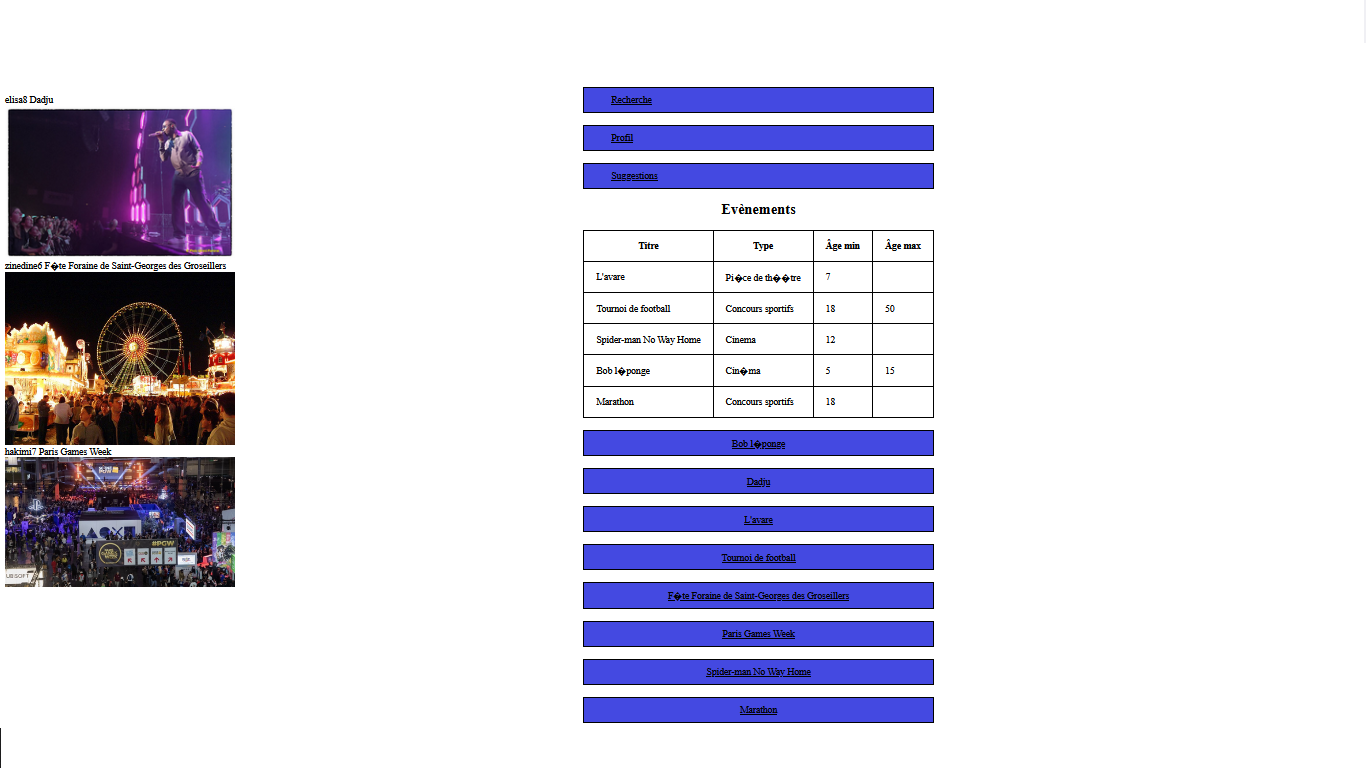 elisa8 Dadju
zinedine6 F�te Foraine de Saint-Georges des Groseillers
hakimi7 Paris Games Week
#PGW
UBISOFT
Recherche
Profil
Suggestions
Evènements
Titre Type Âge min Âge max
L'avare Pi�ce de th��tre 7
Tournoi de football Concours sportifs 18 50
Spider-man No Way Home Cinema 12
Bob l�ponge Cin�ma 5 15
Marathon Concours sportifs 18
Bob l�ponge
Dadju
L'avare
Tournoi de football
F�te Foraine de Saint-Georges des Groseillers
Paris Games Week
Spider-man No Way Home
Marathon